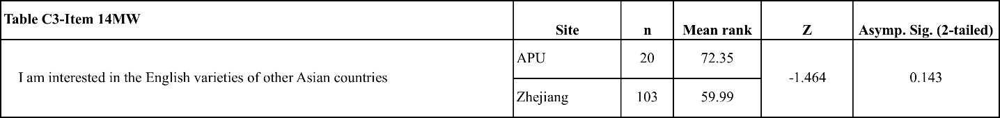 Table C3-Item 14MW
Site n Mean rank Z Asymp. Sig. (2-tailed)
I am interested in the English varieties of other Asian countries
APU 20 72.35
-1.464 0.143
Zhejiang 103 59.99